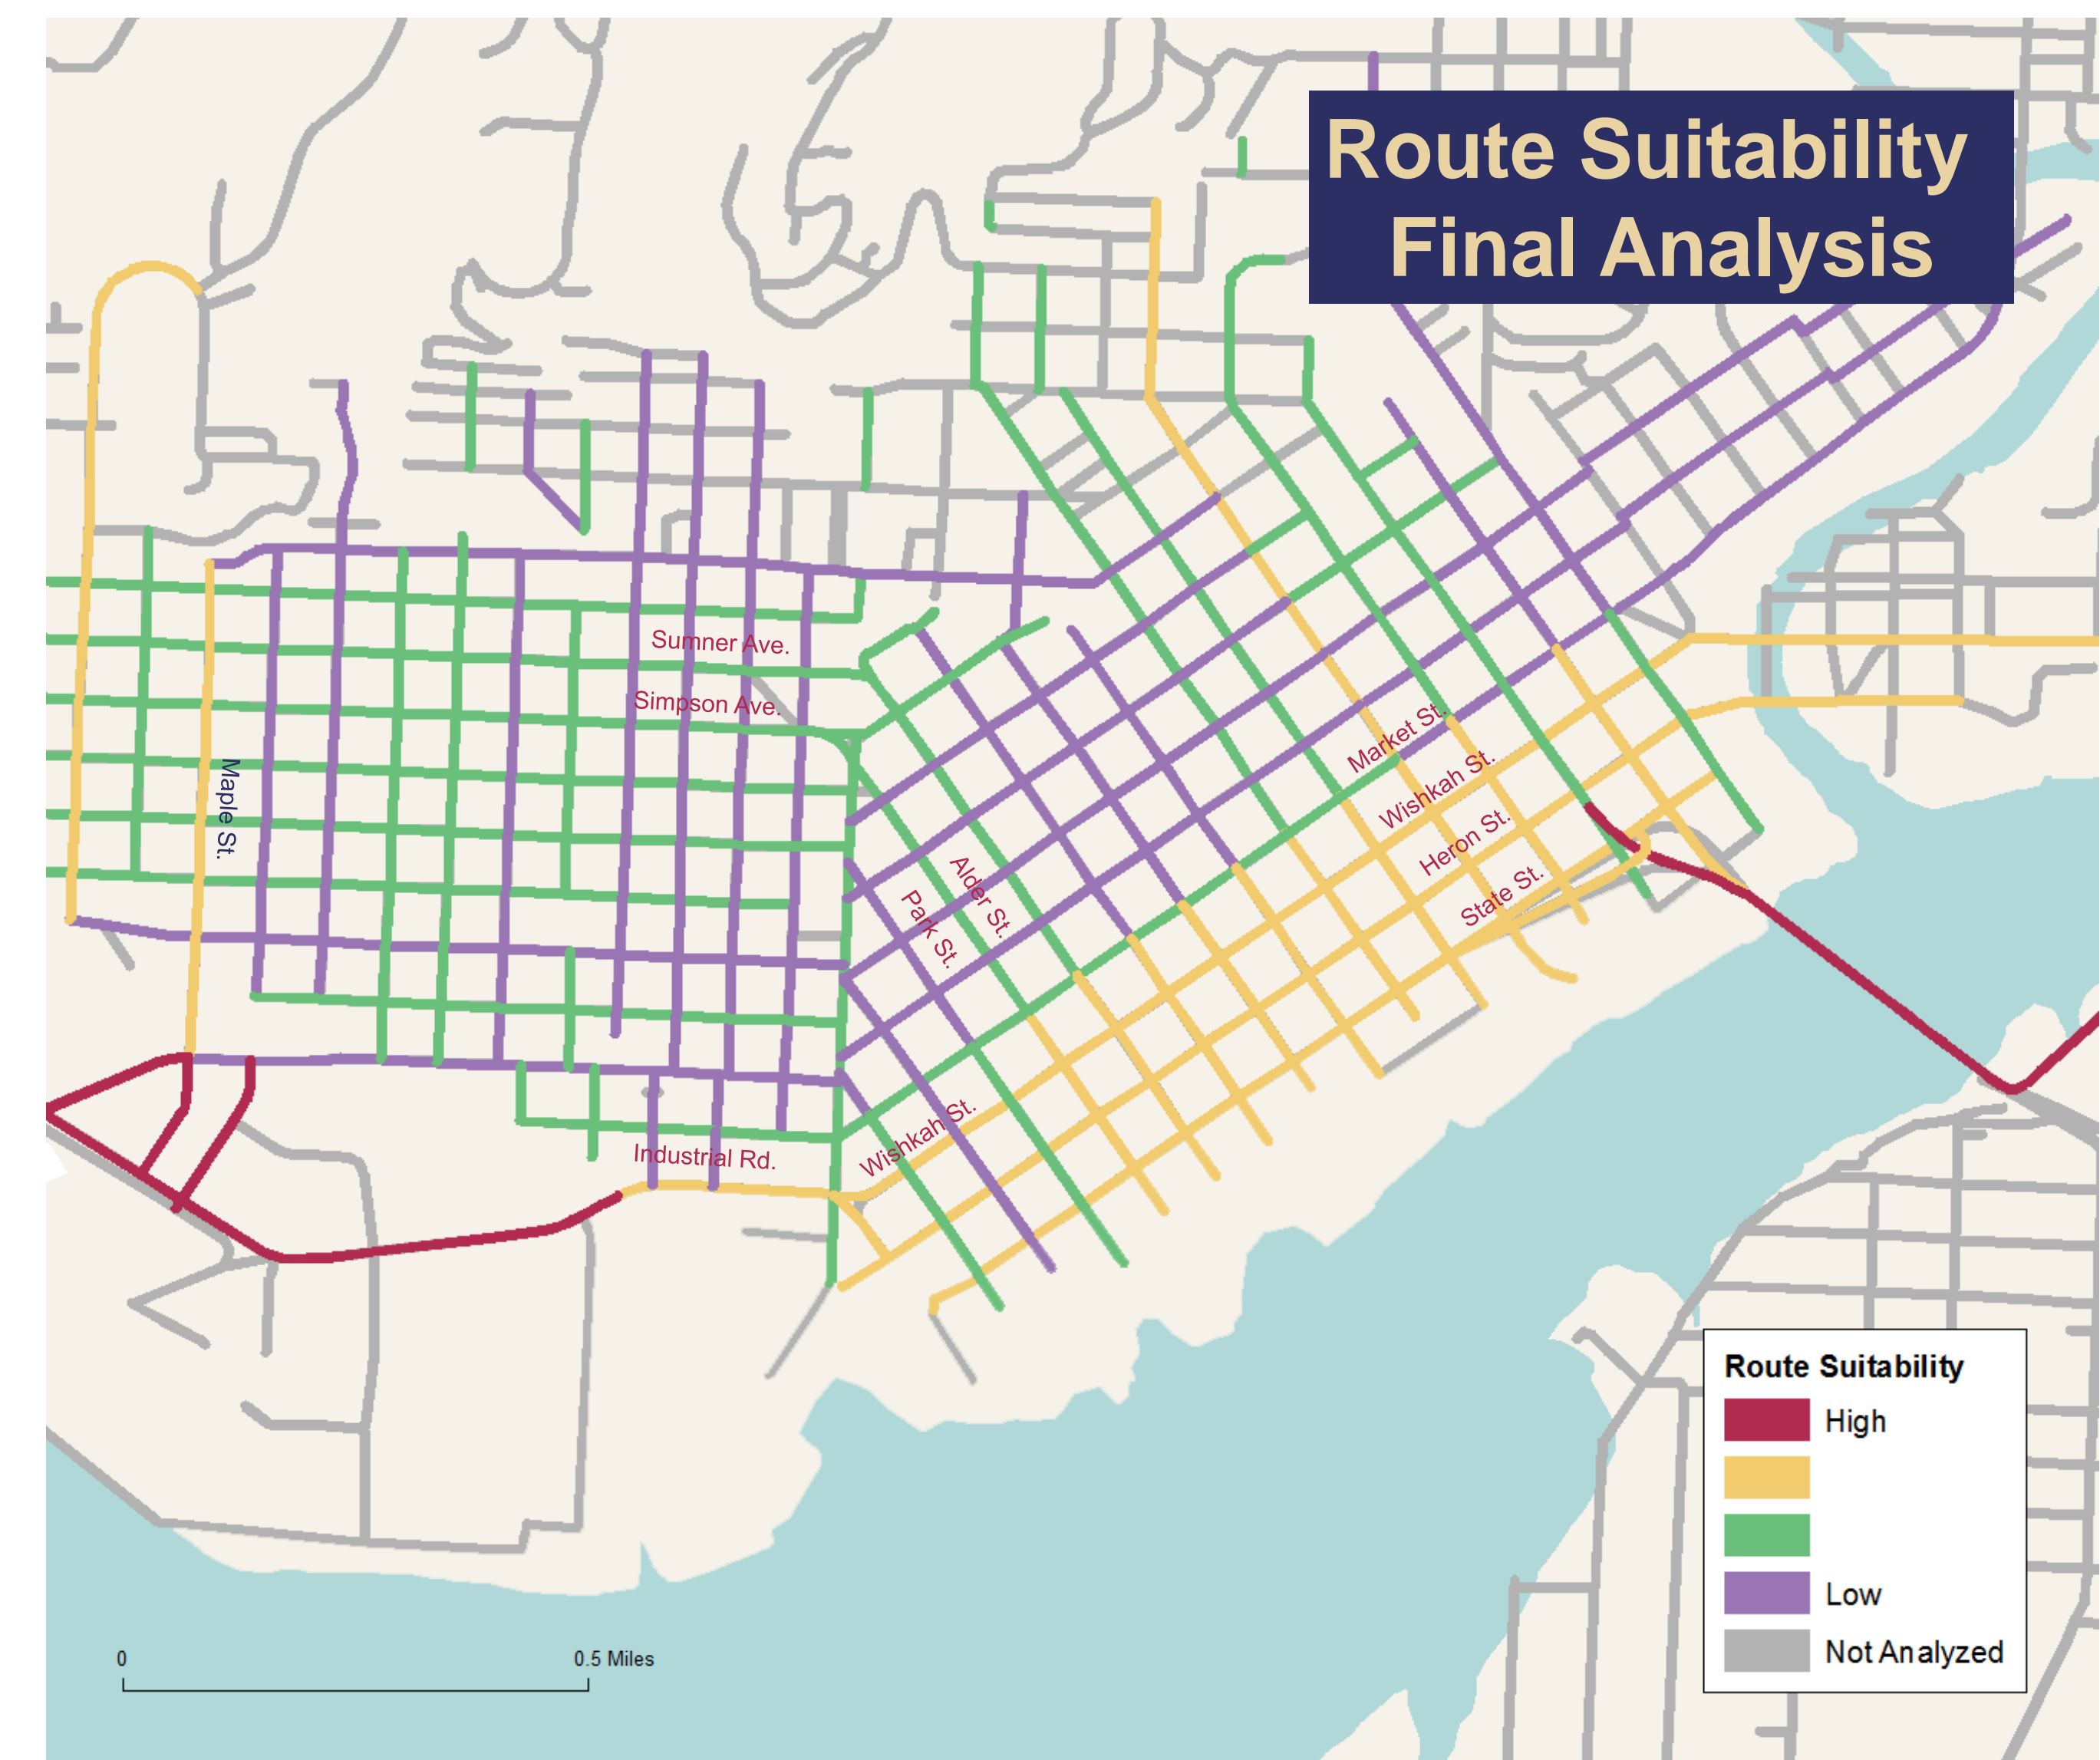 Route Suitability
Final Analysis
Sumner Ave.
Simpson Ave.
Market St.
Wishkah St.
Maple St.
Heron St.
Alder St.
State St.
Park St.
Wishkah St.
Industrial Rd.
Route Suitability
High
Low
Not Analyzed
0 0.5 Miles